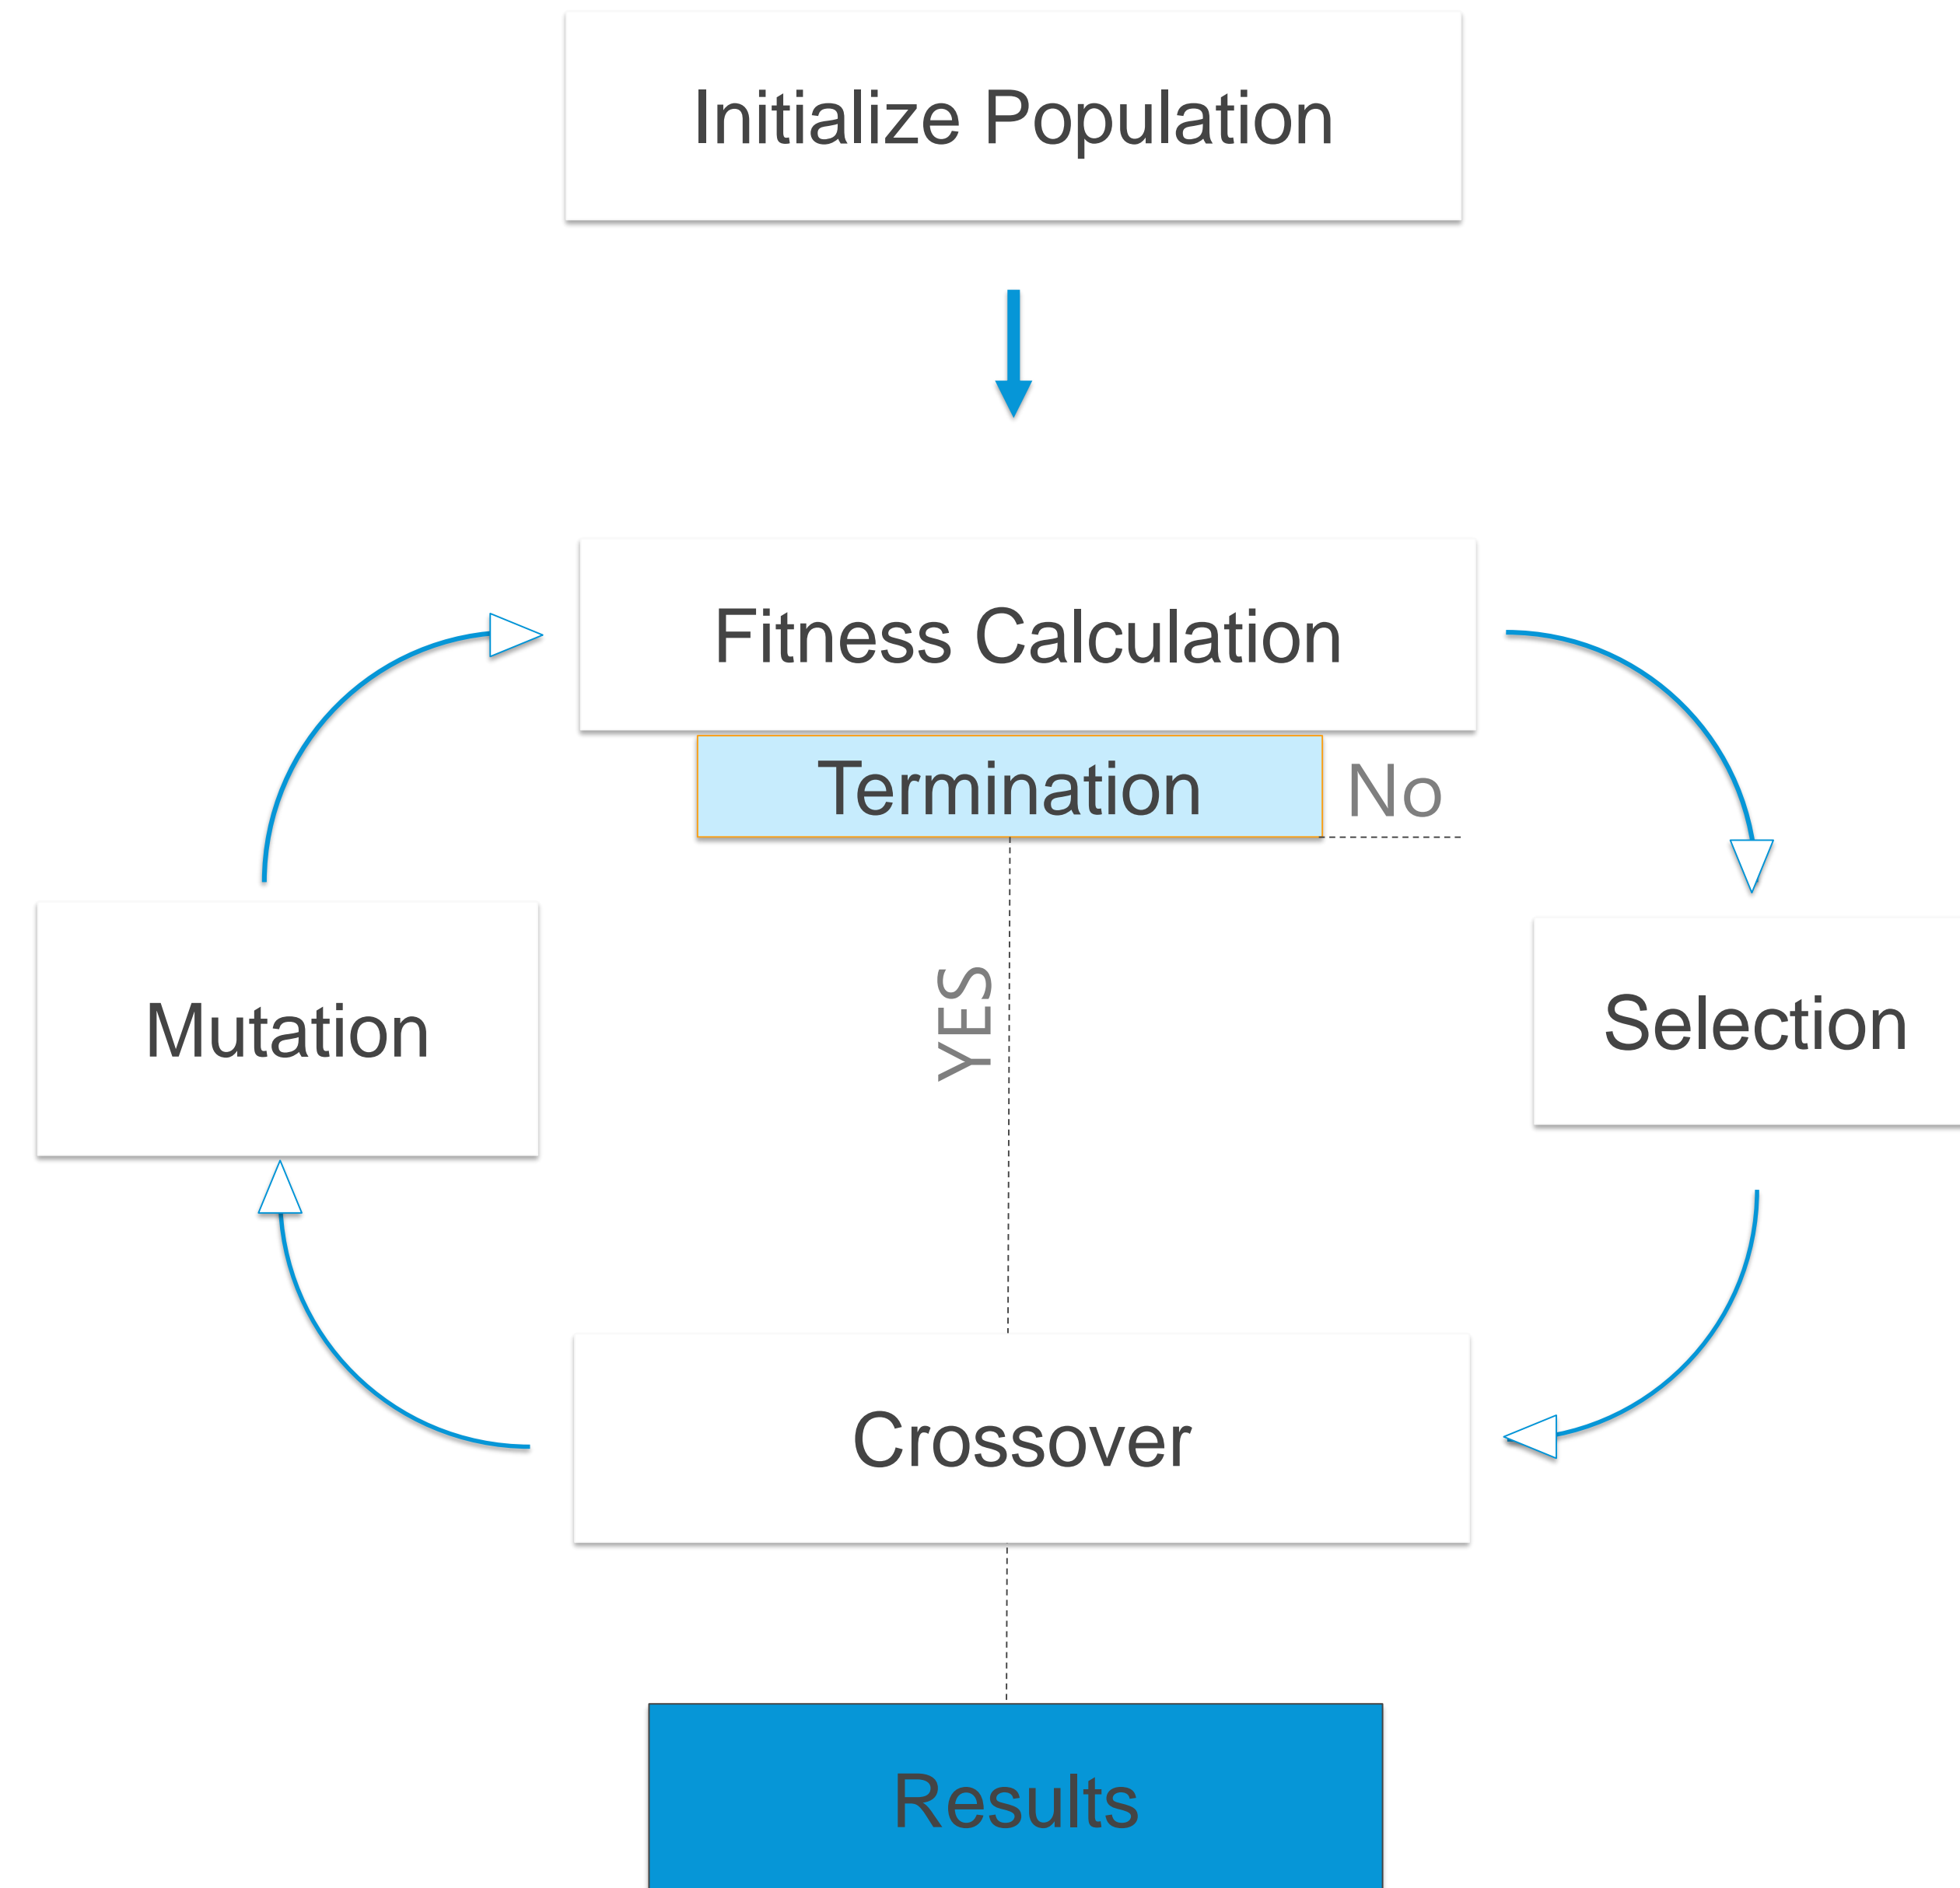 Initialize Population
Fitness Calculation
Termination
No
YES
Mutation
Selection
Crossover
Results